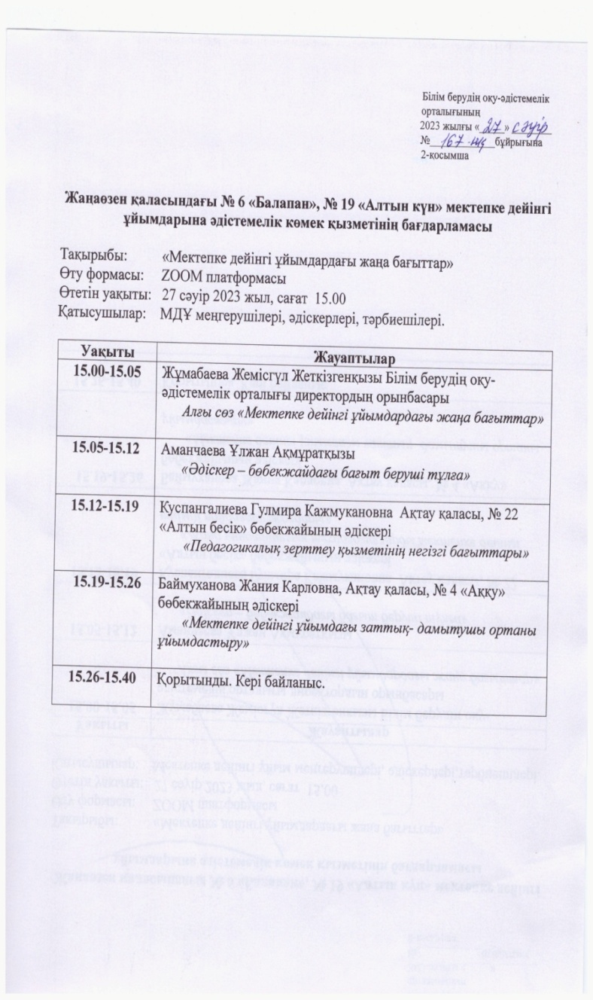 Білім берудің оқу-әдістемелік
орталығының
2023 жылғы «27» сәуір
№ 167-нқ бұйрығына
2-қосымша
Жаңаөзен қаласындағы № 6 «Балапан», № 19 «Алтын күн» мектепке дейінгі
ұйымдарына әдістемелік көмек қызметінің бағдарламасы
Тақырыбы: «Мектепке дейінгі ұйымдардағы жаңа бағыттар»
Өту формасы: ZOOM платформасы
Өтетін уақыты: 27 сәуір 2023 жыл, сағат 15.00
Қатысушылар: МДҰ меңгерушілері, әдіскерлері, тәрбиешілері.
Уақыты Жауаптылар
15.00-15.05 Жұмабаева Жемісгүл Жеткізгенқызы Білім берудің оқу-
әдістемелік орталығы директордың орынбасары
Алғы сөз «Мектепке дейінгі ұйымдардағы жаңа бағыттар»
15.05-15.12 Аманчаева Ұлжан Ақмұратқызы
«Әдіскер – бөбекжайдағы бағыт беруші тұлға»
15.12-15.19 Куспангалиева Гулмира Кажмукановна Ақтау қаласы, № 22
«Алтын бесік» бөбекжайының әдіскері
«Педагогикалық зерттеу қызметінің негізгі бағыттары»
15.19-15.26 Баймуханова Жания Карловна, Ақтау қаласы, № 4 «Аққу»
бөбекжайының әдіскері
«Мектепке дейінгі ұйымдағы заттық- дамытушы ортаны
ұйымдастыру»
15.26-15.40 Қорытынды. Кері байланыс.